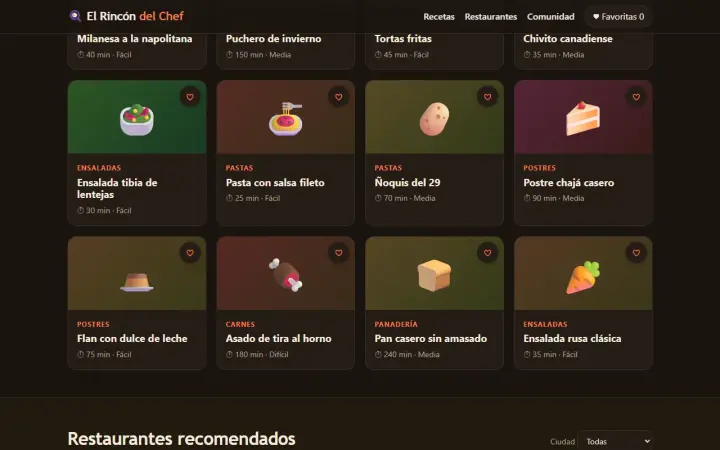 El Rincón del Chef
Recetas Restaurantes Comunidad ♥ Favoritas 0
Milanesa a la napolitana
⏱ 40 min · Fácil
Puchero de invierno
⏱ 150 min · Media
Tortas fritas
⏱ 45 min · Fácil
Chivito canadiense
⏱ 35 min · Media
ENSALADAS
Ensalada tibia de
lentejas
⏱ 30 min · Fácil
PASTAS
Pasta con salsa fileto
⏱ 25 min · Fácil
PASTAS
Ñoquis del 29
⏱ 70 min · Media
POSTRES
Postre chajá casero
⏱ 90 min · Media
POSTRES
Flan con dulce de leche
⏱ 75 min · Fácil
CARNES
Asado de tira al horno
⏱ 180 min · Difícil
PANADERÍA
Pan casero sin amasado
⏱ 240 min · Media
ENSALADAS
Ensalada rusa clásica
⏱ 35 min · Fácil
Restaurantes recomendados
Ciudad Todas